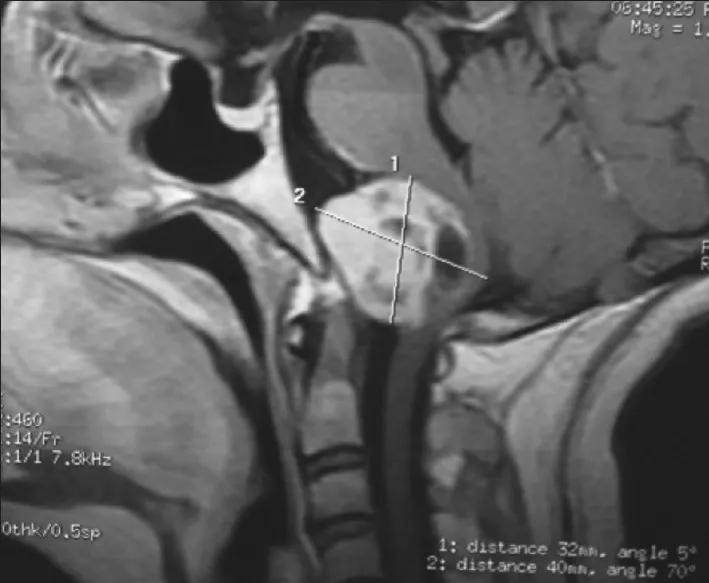 08:45:25
Mag = 1.
1
2
:460
:14/Fr
:1/1 7.8kHz
0thk/0.5sp
1: distance 32mm, angle 5°
2: distance 40mm, angle 70°